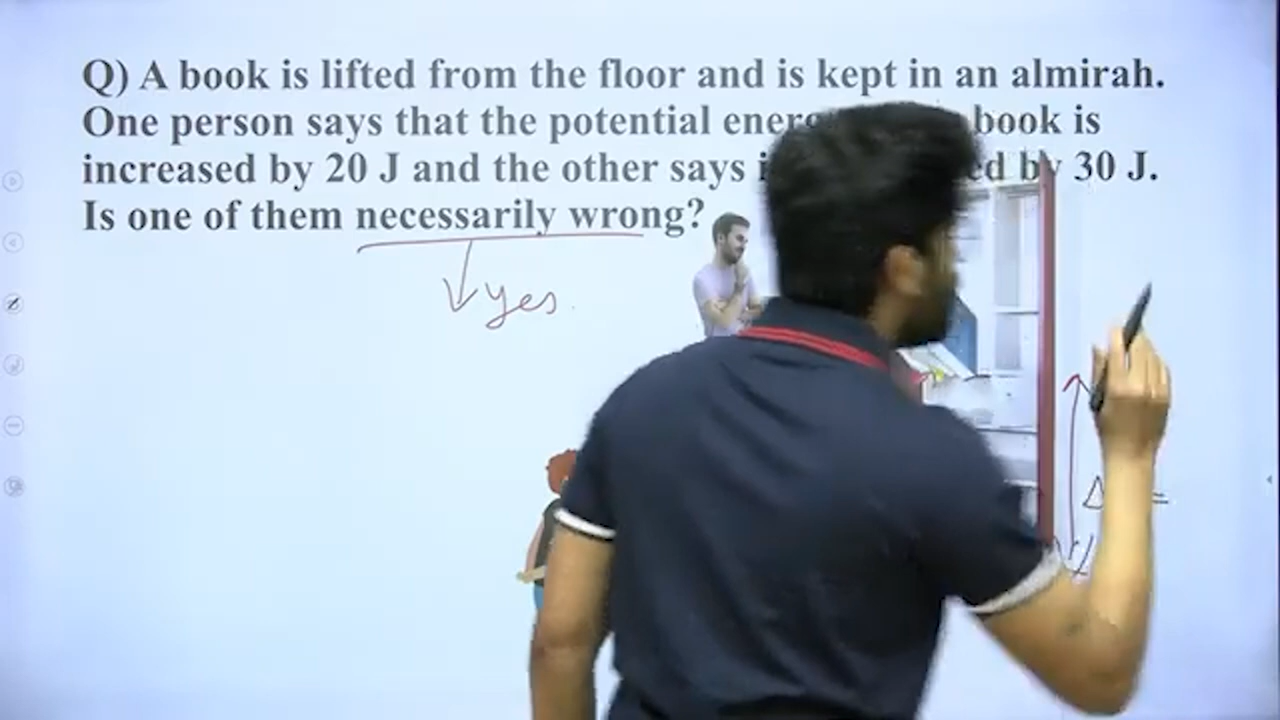 Q) A book is lifted from the floor and is kept in an almirah.
One person says that the potential book is
increased by 20 J and the other says by 30 J.
Is one of them necessarily wrong?
yes.
Δ =